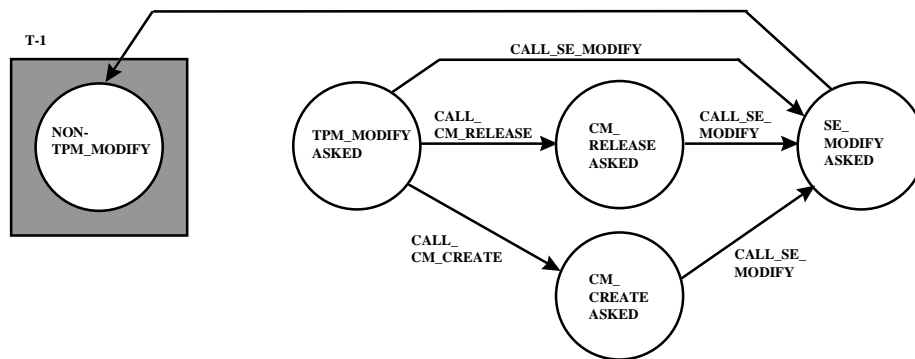 T-1
CALL_SE_MODIFY
NON-
TPM_MODIFY
TPM_MODIFY
ASKED
CALL_
CM_RELEASE
CM_
RELEASE
ASKED
CALL_SE_
MODIFY
SE_
MODIFY
ASKED
CALL_
CM_CREATE
CM_
CREATE
ASKED
CALL_SE_
MODIFY